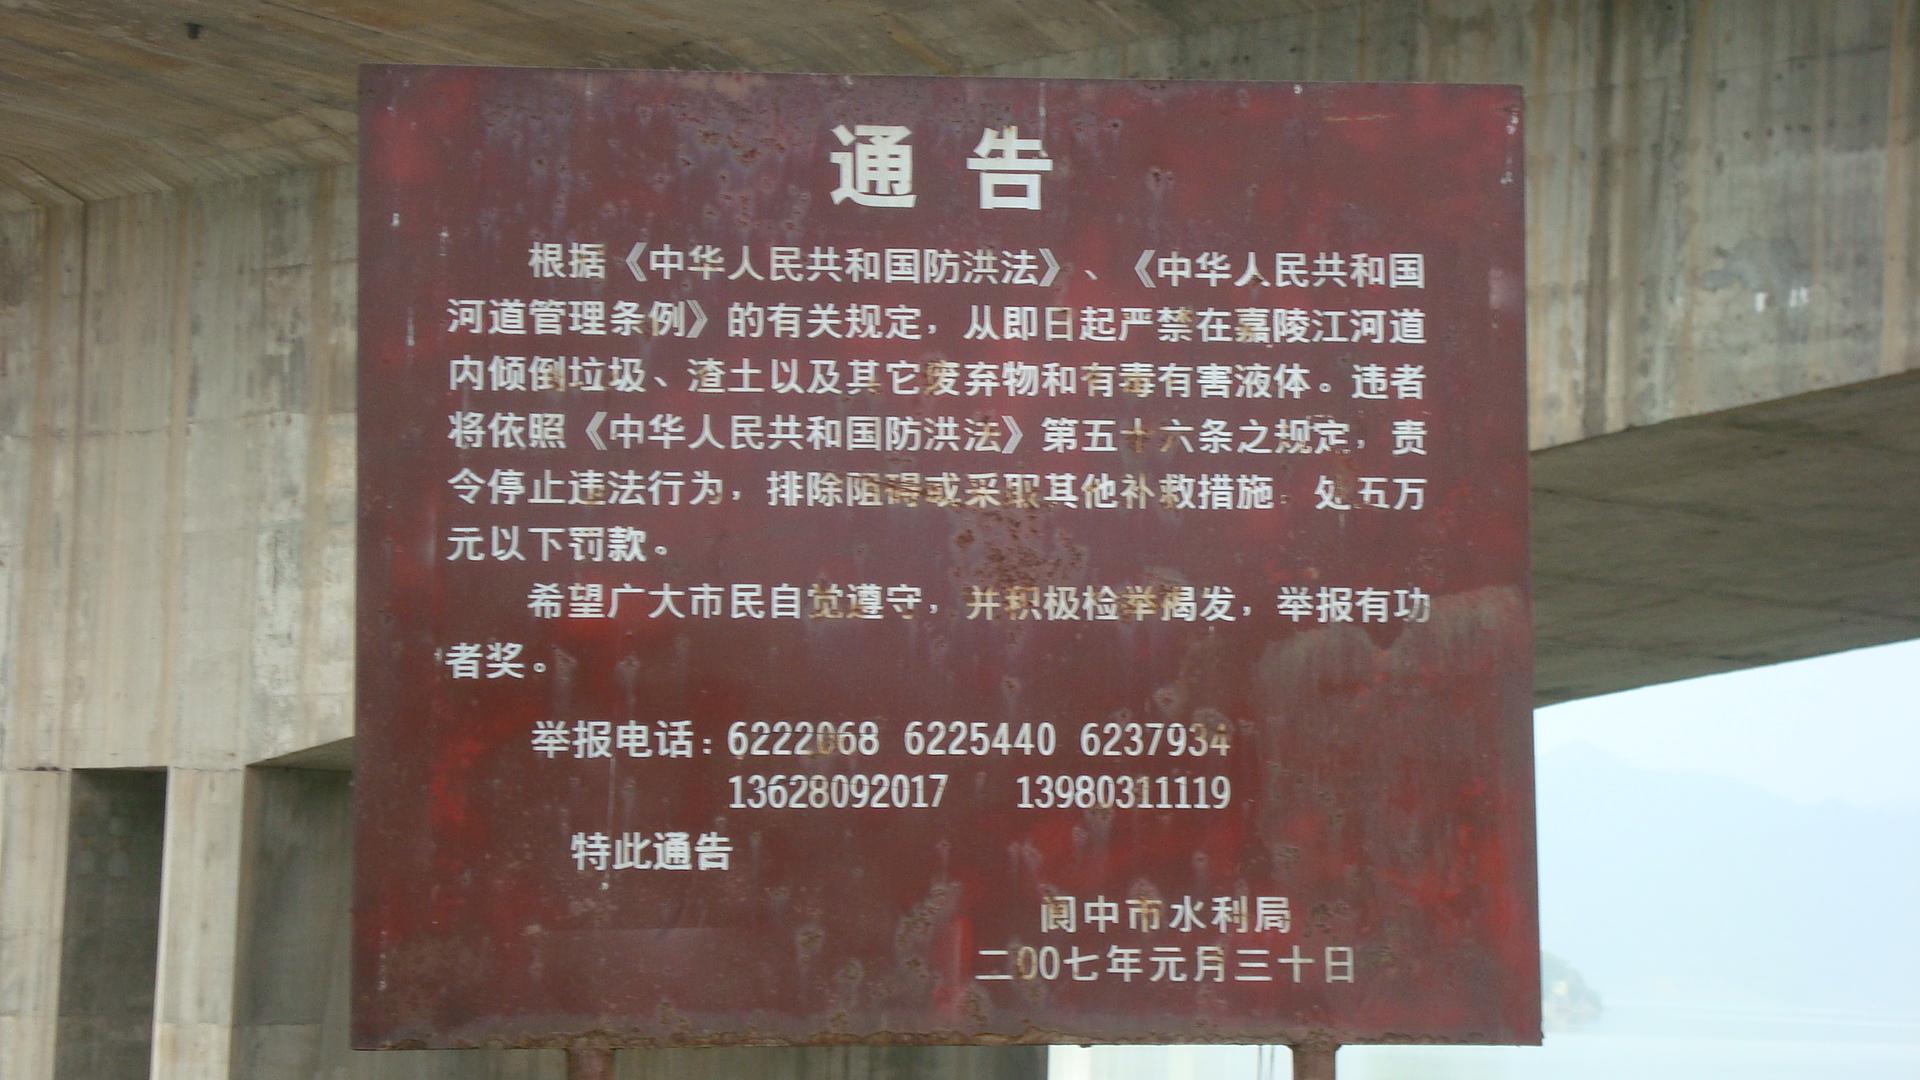 通告
根据《中华人民共和国防洪法》、《中华人民共和国
河道管理条例》的有关规定，从即日起严禁在嘉陵江河道
内倾倒垃圾、渣土以及其它废弃物和有毒有害液体。违者
将依照《中华人民共和国防洪法》第五十六条之规定，责
令停止违法行为，排除阻碍或采取其他补救措施。处五万
元以下罚款。
希望广大市民自觉遵守，并积极检举揭发，举报有功
者奖。
举报电话：6222068 6225440 6237934
13628092017 13980311119
特此通告
阆中市水利局
二00七年元月三十日